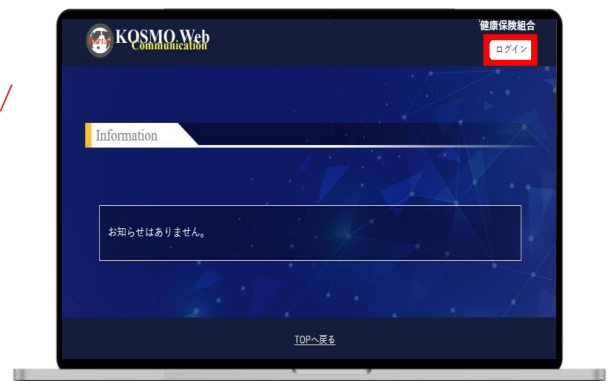 KOSMO Web
Communication
健康保険組合
ログイン
Information
お知らせはありません。
TOPへ戻る